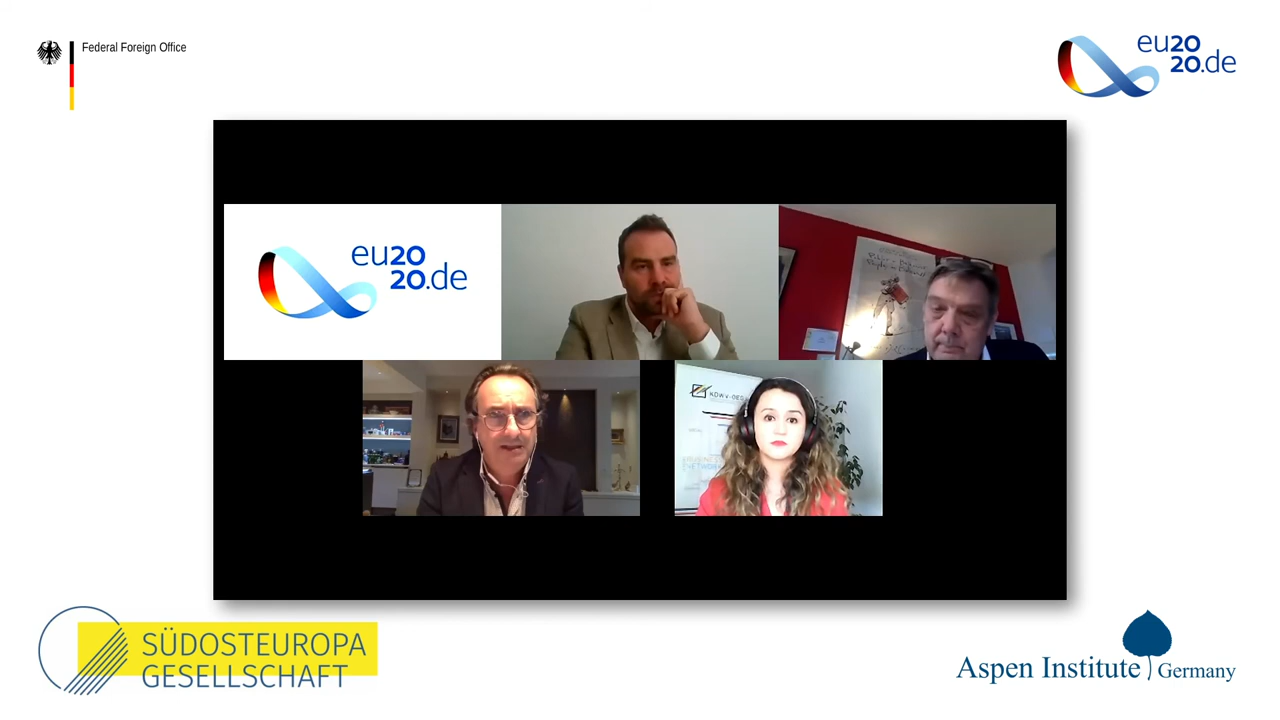 Federal Foreign Office
eu20
20.de
eu20
20.de
SÜDOSTEUROPA
GESELLSCHAFT
Aspen Institute Germany